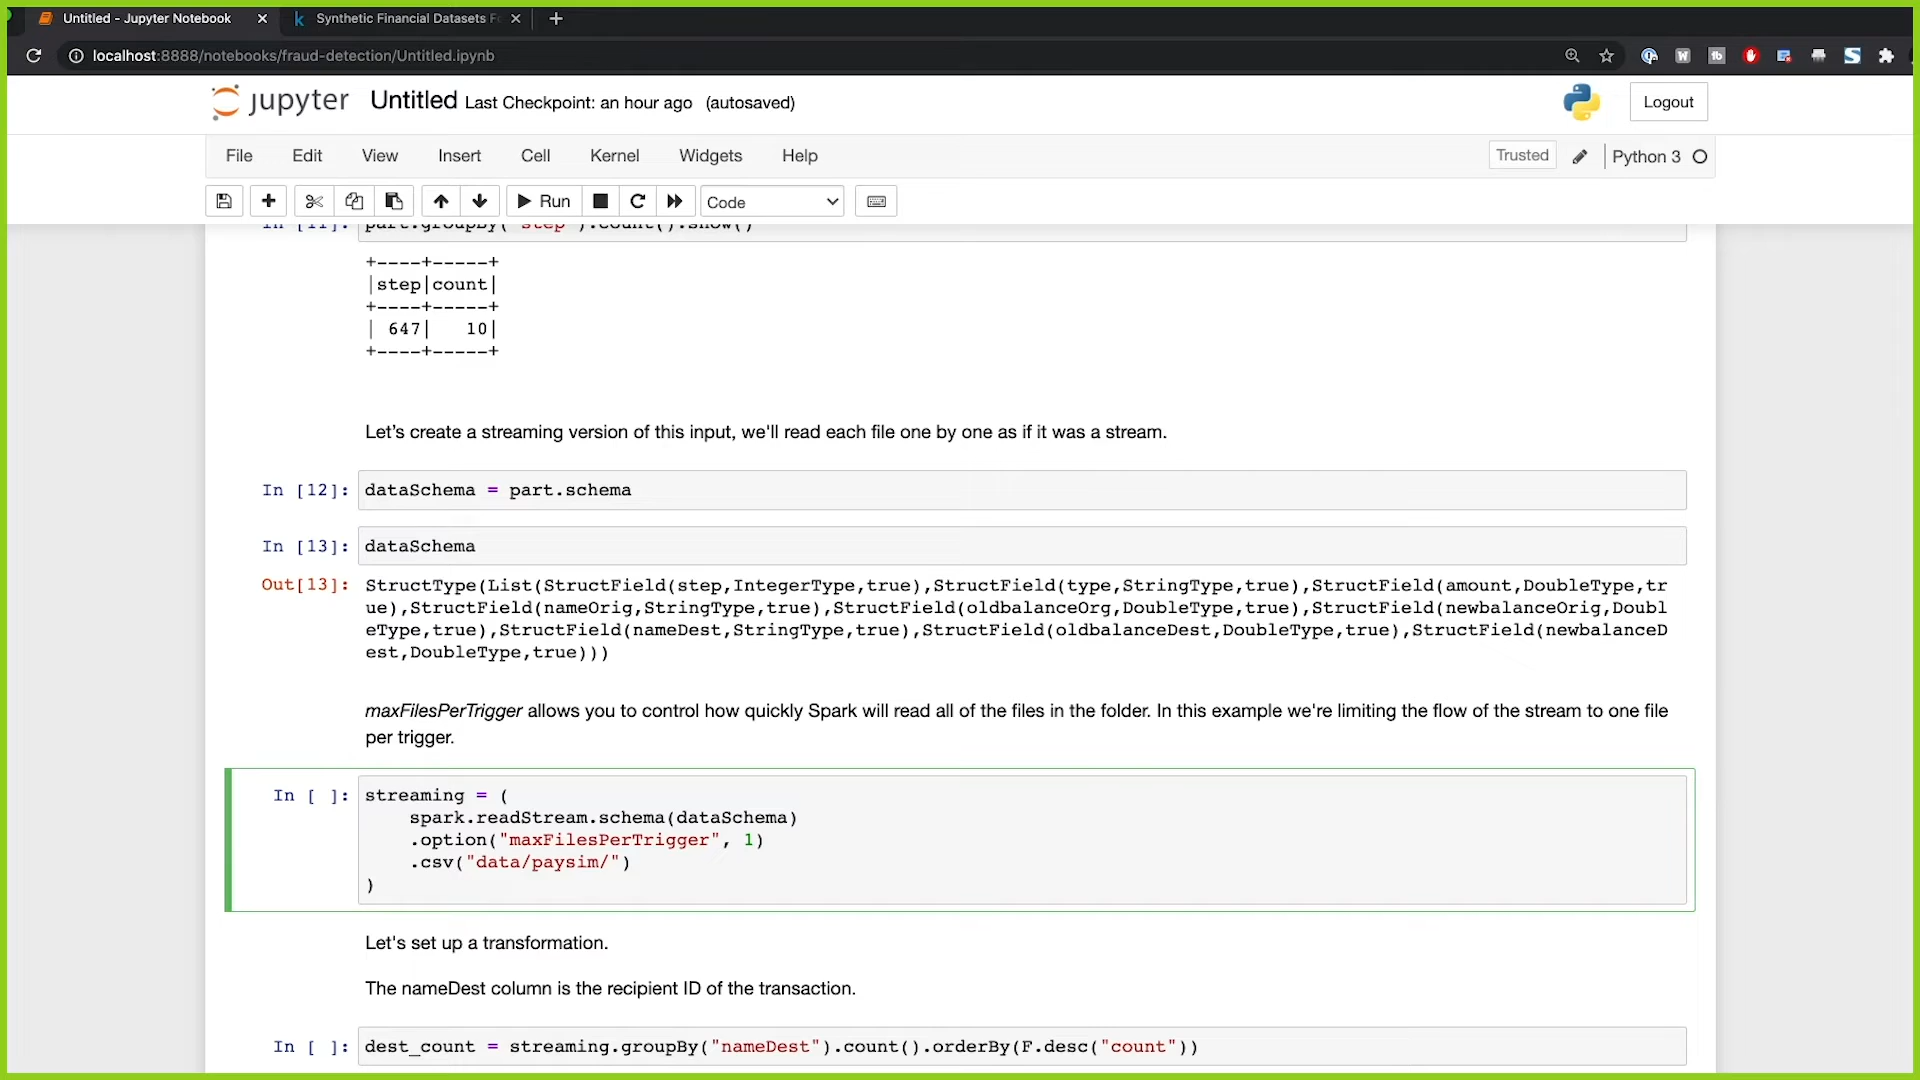 Untitled - Jupyter Notebook
Synthetic Financial Datasets Fo
localhost:8888/notebooks/fraud-detection/Untitled.ipynb
jupyter Untitled Last Checkpoint: an hour ago (autosaved)
Logout
File Edit View Insert Cell Kernel Widgets Help
Trusted
Python 3
Run
Code
In [11]: part.groupBy("step").count().show()
+----+-----+
|step|count|
+----+-----+
| 647|   10|
+----+-----+
Let’s create a streaming version of this input, we'll read each file one by one as if it was a stream.
In [12]: dataSchema = part.schema
In [13]: dataSchema
Out[13]: StructType(List(StructField(step,IntegerType,true),StructField(type,StringType,true),StructField(amount,DoubleType,tr
ue),StructField(nameOrig,StringType,true),StructField(oldbalanceOrg,DoubleType,true),StructField(newbalanceOrig,Doubl
eType,true),StructField(nameDest,StringType,true),StructField(oldbalanceDest,DoubleType,true),StructField(newbalanceD
est,DoubleType,true)))
maxFilesPerTrigger allows you to control how quickly Spark will read all of the files in the folder. In this example we're limiting the flow of the stream to one file
per trigger.
In [ ]: streaming = (
spark.readStream.schema(dataSchema)
.option("maxFilesPerTrigger", 1)
.csv("data/paysim/")
)
Let's set up a transformation.
The nameDest column is the recipient ID of the transaction.
In [ ]: dest_count = streaming.groupBy("nameDest").count().orderBy(F.desc("count"))